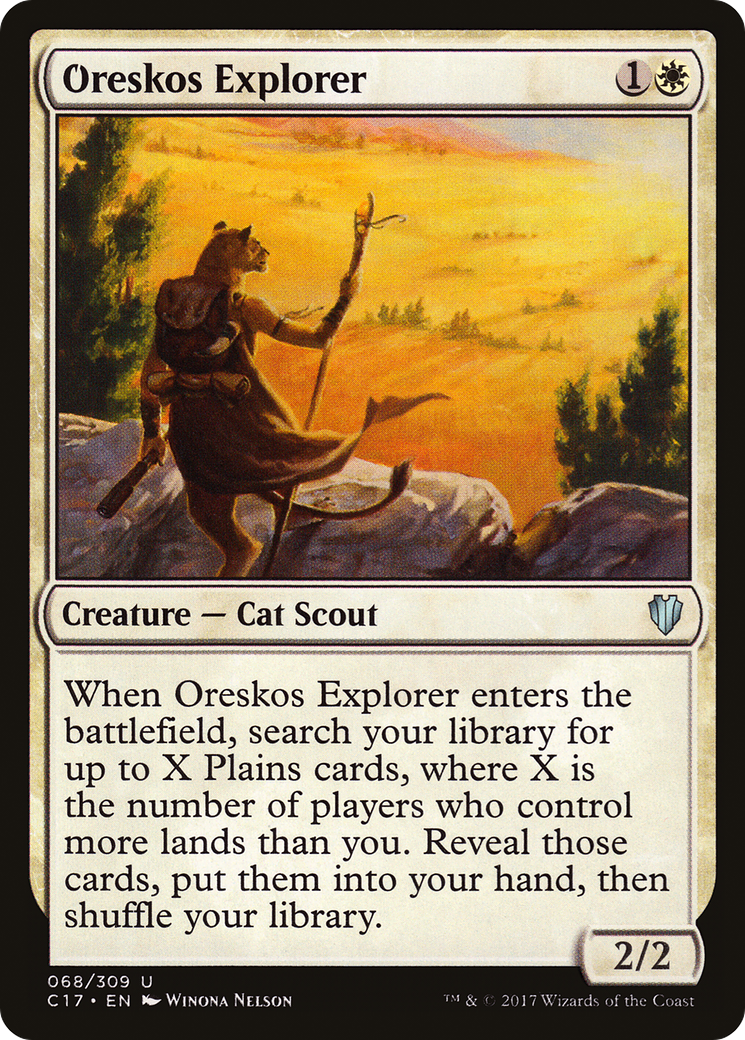 Oreskos Explorer 1
Creature — Cat Scout
When Oreskos Explorer enters the
battlefield, search your library for
up to X Plains cards, where X is
the number of players who control
more lands than you. Reveal those
cards, put them into your hand, then
shuffle your library.
2/2
068/309 U
C17 • EN Winona Nelson ™ & © 2017 Wizards of the Coast